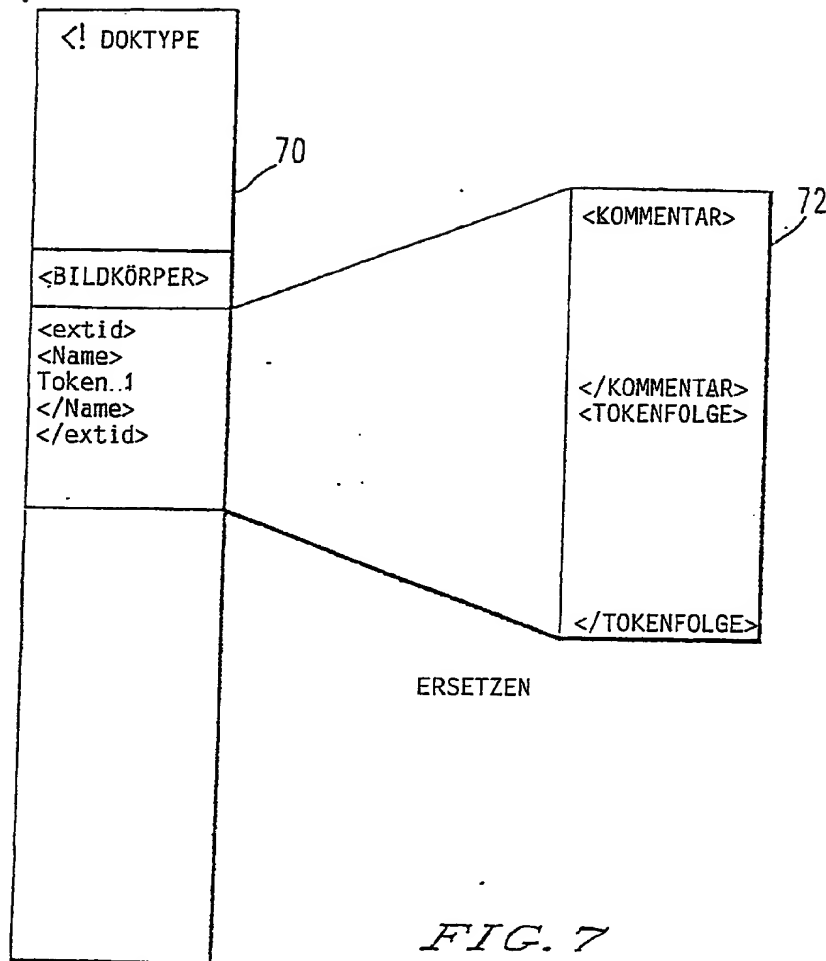 <! DOKTYPE
70
<BILDKÖRPER>
<extid>
<Name>
Token..1
</Name>
</extid>
72
<KOMMENTAR>
</KOMMENTAR>
<TOKENFOLGE>
</TOKENFOLGE>
ERSETZEN
FIG. 7